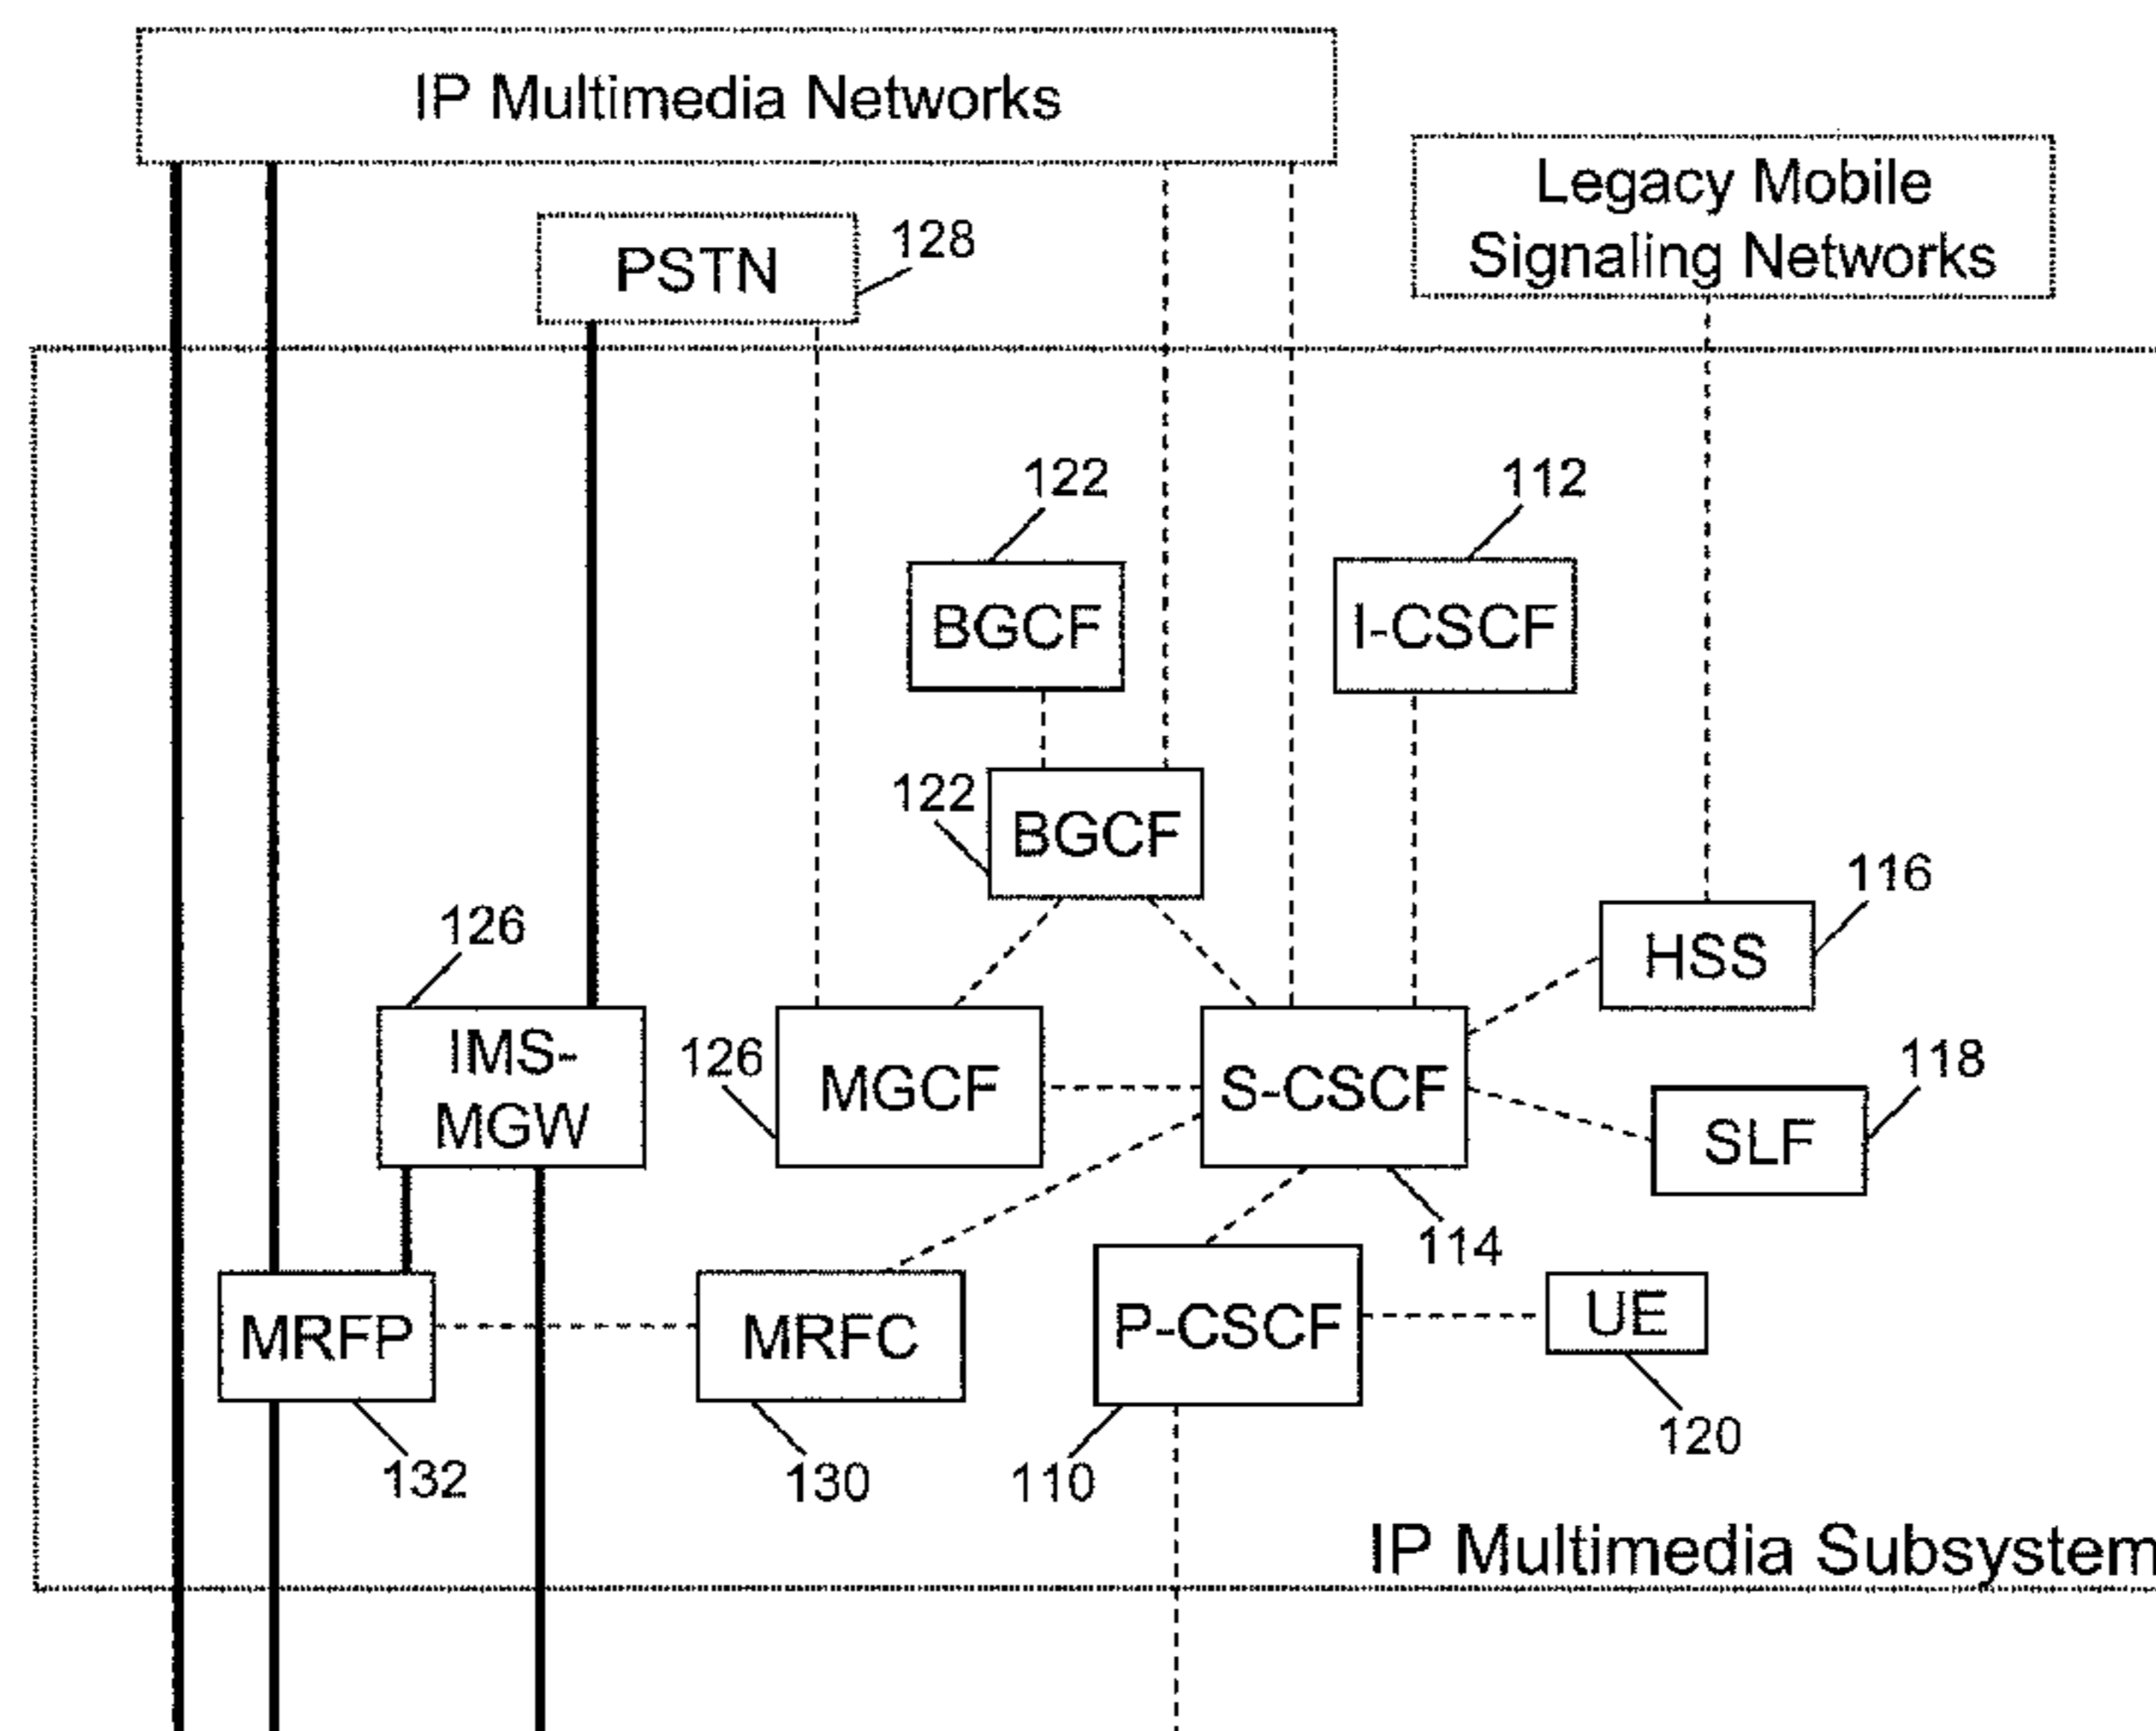 IP Multimedia Networks
Legacy Mobile
Signaling Networks
PSTN
128
122
112
BGCF
I-CSCF
122
BGCF
116
126
HSS
IMS-
MGW
126
MGCF
S-CSCF
118
SLF
114
MRFP
MRFC
P-CSCF
UE
120
132
130
110
IP Multimedia Subsystem